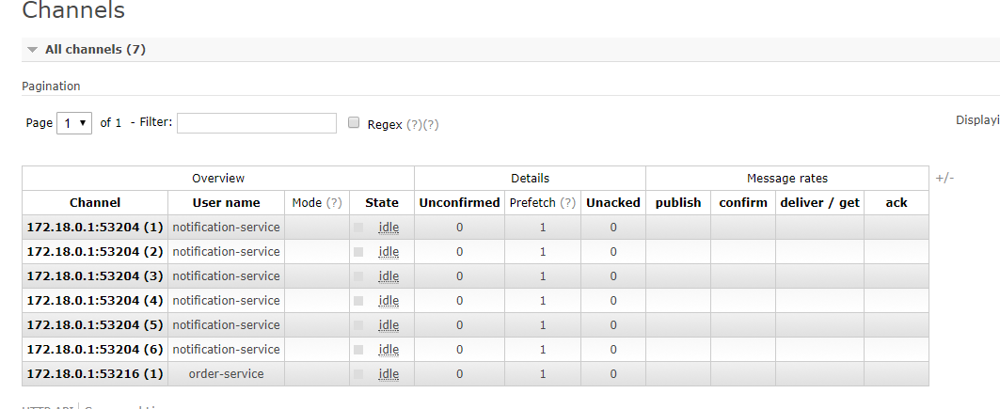 Channels
All channels (7)
Pagination
Page 1 of 1 - Filter: Regex (?)(?)
Displayi
Overview Details Message rates +/-
Channel User name Mode (?) State Unconfirmed Prefetch (?) Unacked publish confirm deliver / get ack
172.18.0.1:53204 (1) notification-service idle 0 1 0
172.18.0.1:53204 (2) notification-service idle 0 1 0
172.18.0.1:53204 (3) notification-service idle 0 1 0
172.18.0.1:53204 (4) notification-service idle 0 1 0
172.18.0.1:53204 (5) notification-service idle 0 1 0
172.18.0.1:53204 (6) notification-service idle 0 1 0
172.18.0.1:53216 (1) order-service idle 0 1 0
HTTP API